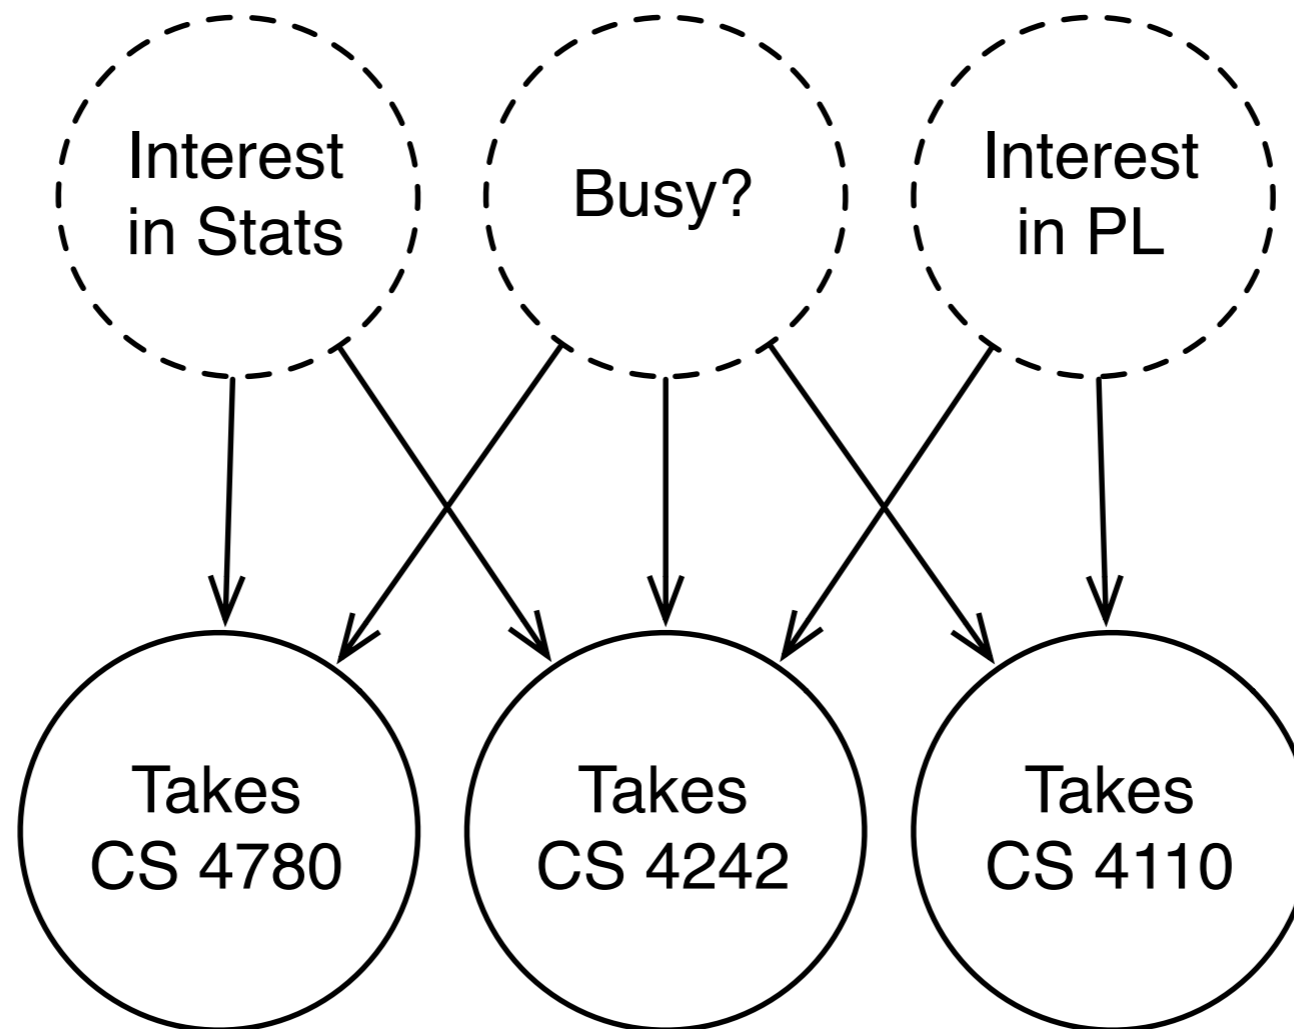 Interest
in Stats
Busy?
Interest
in PL
Takes
CS 4780
Takes
CS 4242
Takes
CS 4110